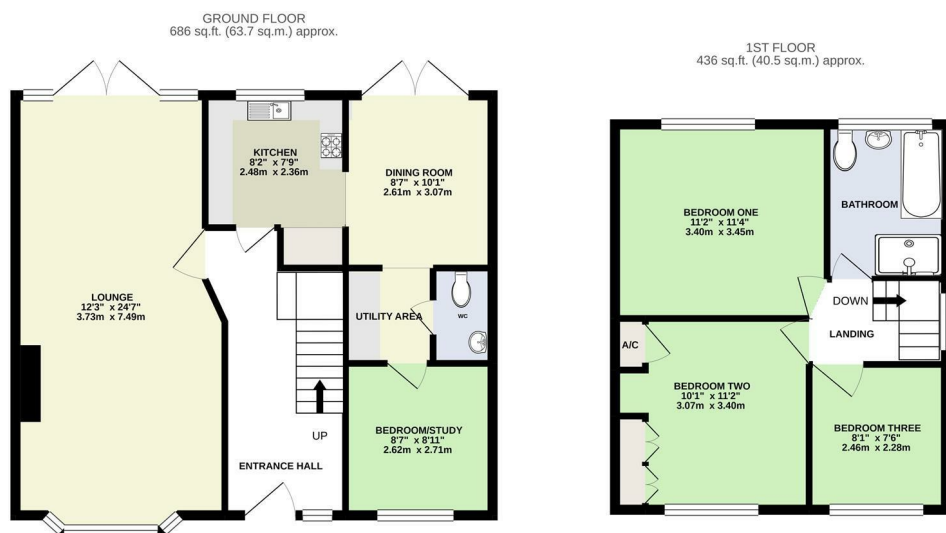 GROUND FLOOR
686 sq.ft. (63.7 sq.m.) approx.
KITCHEN
8'2" x 7'9"
2.48m x 2.36m
DINING ROOM
8'7" x 10'1"
2.61m x 3.07m
LOUNGE
12'3" x 24'7"
3.73m x 7.49m
UTILITY AREA
WC
UP
BEDROOM/STUDY
8'7" x 8'11"
2.62m x 2.71m
ENTRANCE HALL
1ST FLOOR
436 sq.ft. (40.5 sq.m.) approx.
BEDROOM ONE
11'2" x 11'4"
3.40m x 3.45m
BATHROOM
DOWN
LANDING
A/C
BEDROOM TWO
10'1" x 11'2"
3.07m x 3.40m
BEDROOM THREE
8'1" x 7'6"
2.46m x 2.28m